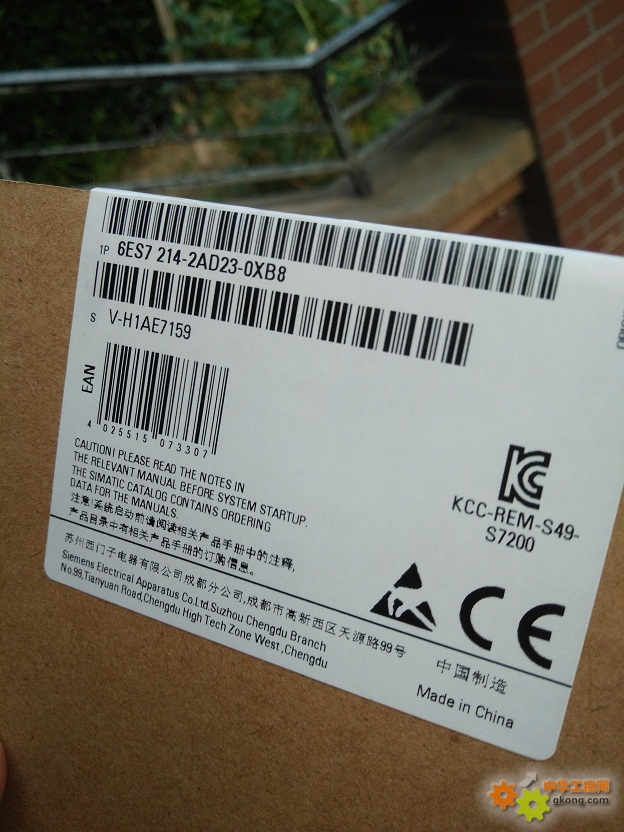 1P 6ES7 214-2AD23-0XB8
S V-H1AE7159
EAN
4 025515 073307
CAUTION! PLEASE READ THE NOTES IN
THE RELEVANT MANUAL BEFORE SYSTEM STARTUP.
THE SIMATIC CATALOG CONTAINS ORDERING
DATA FOR THE MANUALS.
注意!系统启动前请阅读相关产品手册中的注释,
产品目录中有相关产品手册的订购信息。
KCC-REM-S49-
S7200
CE
苏州西门子电器有限公司成都分公司,成都市高新西区天源路99号
Siemens Electrical Apparatus Co.Ltd.Suzhou Chengdu Branch
No.99,Tianyuan Road,Chengdu High Tech Zone West,Chengdu
中国制造
Made in China
中华工控网
gkong.com